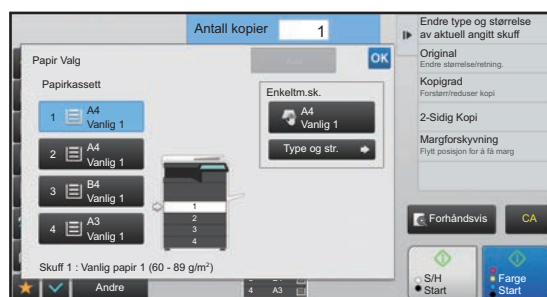 Antall kopier 1
Papir Valg
Auto
OK
Papirkassett
1 A4
Vanlig 1
2 A4
Vanlig 1
3 B4
Vanlig 1
4 A3
Vanlig 1
1
2
3
4
Enkeltm.sk.
A4
Vanlig 1
Type og str.
Skuff 1 : Vanlig papir 1 (60 - 89 g/m²)
Andre
4 A3
Endre type og størrelse
av aktuell angitt skuff
Original
Endre størrelse/retning.
Kopigrad
Forstørr/reduser kopi
2-Sidig Kopi
Margforskyvning
Flytt posisjon for å få marg
Forhåndsvis
CA
S/H
Start
Farge
Start